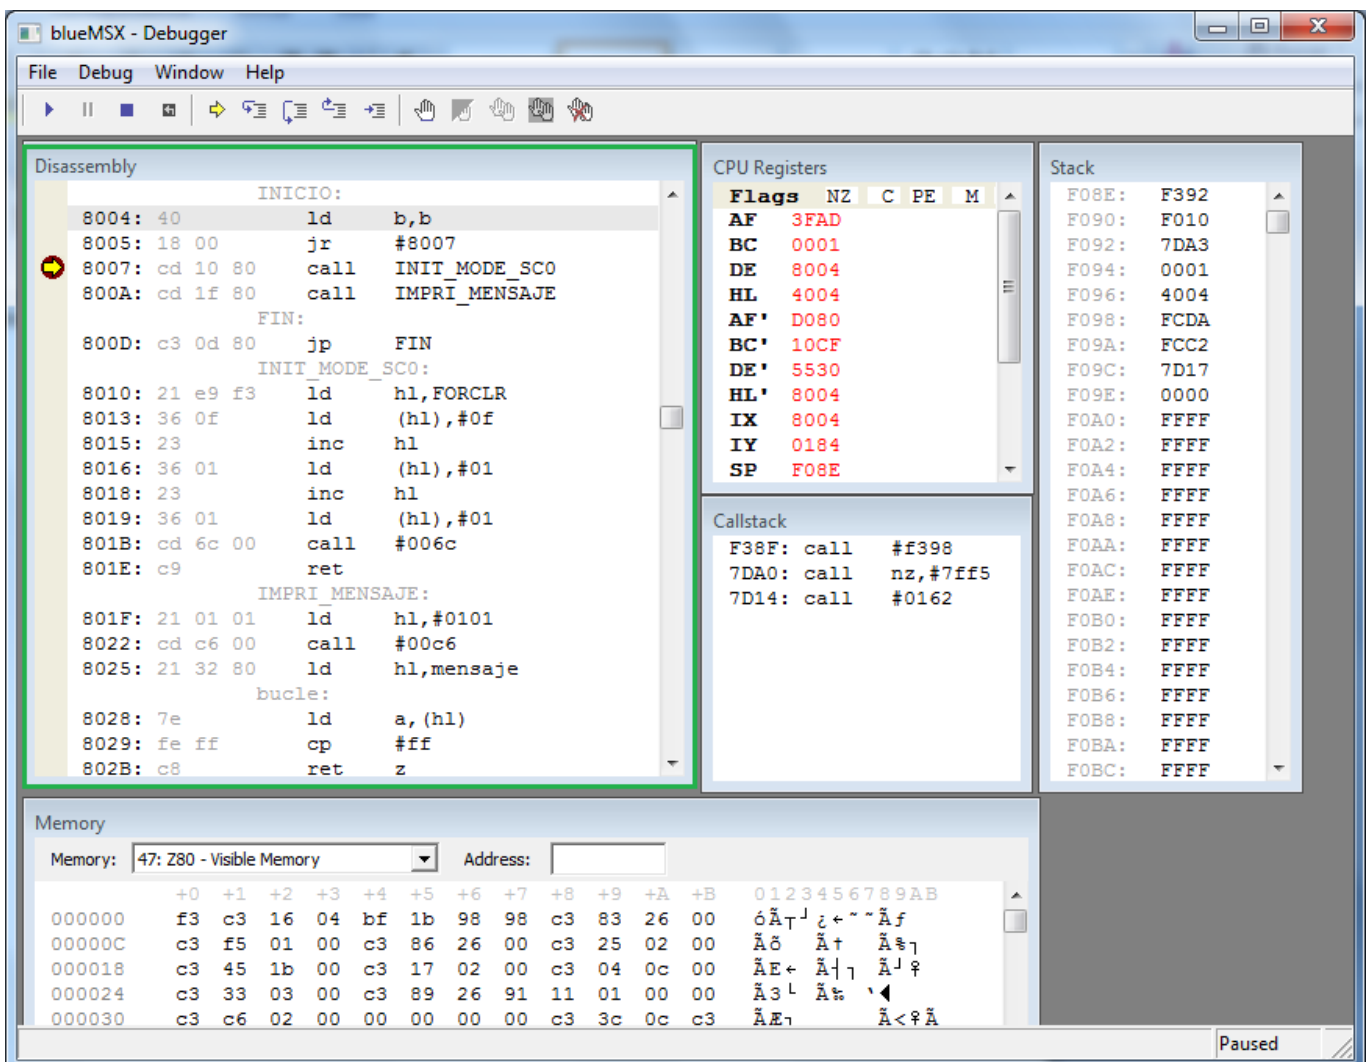 blueMSX - Debugger
File Debug Window Help
Disassembly
INICIO:
8004: 40 ld b,b
8005: 18 00 jr #8007
8007: cd 10 80 call INIT_MODE_SC0
800A: cd 1f 80 call IMPRI_MENSAJE
FIN:
800D: c3 0d 80 jp FIN
INIT_MODE_SC0:
8010: 21 e9 f3 ld hl,FORCLR
8013: 36 0f ld (hl),#0f
8015: 23 inc hl
8016: 36 01 ld (hl),#01
8018: 23 inc hl
8019: 36 01 ld (hl),#01
801B: cd 6c 00 call #006c
801E: c9 ret
IMPRI_MENSAJE:
801F: 21 01 01 ld hl,#0101
8022: cd c6 00 call #00c6
8025: 21 32 80 ld hl,mensaje
bucle:
8028: 7e ld a,(hl)
8029: fe ff cp #ff
802B: c8 ret z
CPU Registers
Flags NZ C PE M
AF 3FAD
BC 0001
DE 8004
HL 4004
AF' D080
BC' 10CF
DE' 5530
HL' 8004
IX 8004
IY 0184
SP F08E
Callstack
F38F: call #f398
7DA0: call nz,#7ff5
7D14: call #0162
Stack
F08E: F392
F090: F010
F092: 7DA3
F094: 0001
F096: 4004
F098: FCDA
F09A: FCC2
F09C: 7D17
F09E: 0000
F0A0: FFFF
F0A2: FFFF
F0A4: FFFF
F0A6: FFFF
F0A8: FFFF
F0AA: FFFF
F0AC: FFFF
F0AE: FFFF
F0B0: FFFF
F0B2: FFFF
F0B4: FFFF
F0B6: FFFF
F0B8: FFFF
F0BA: FFFF
F0BC: FFFF
Memory
Memory: 47: Z80 - Visible Memory Address:
+0 +1 +2 +3 +4 +5 +6 +7 +8 +9 +A +B 0123456789AB
000000 f3 c3 16 04 bf 1b 98 98 c3 83 26 00 óÃ┬┘¿←˜˜Ãƒ
00000C c3 f5 01 00 c3 86 26 00 c3 25 02 00 Ãõ Ã† Ã%┐
000018 c3 45 1b 00 c3 17 02 00 c3 04 0c 00 ÃE← Ã┤┐ Ã┘♀
000024 c3 33 03 00 c3 89 26 91 11 01 00 00 Ã3└ Ã‰ ‘◀
000030 c3 c6 02 00 00 00 00 00 c3 3c 0c c3 ÃÆ┐ Ã<♀Ã
Paused